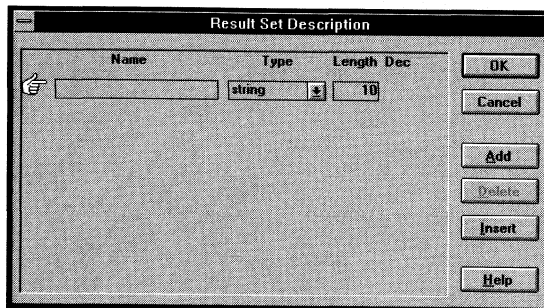 Result Set Description
Name Type Length Dec
string 10
OK
Cancel
Add
Delete
Insert
Help